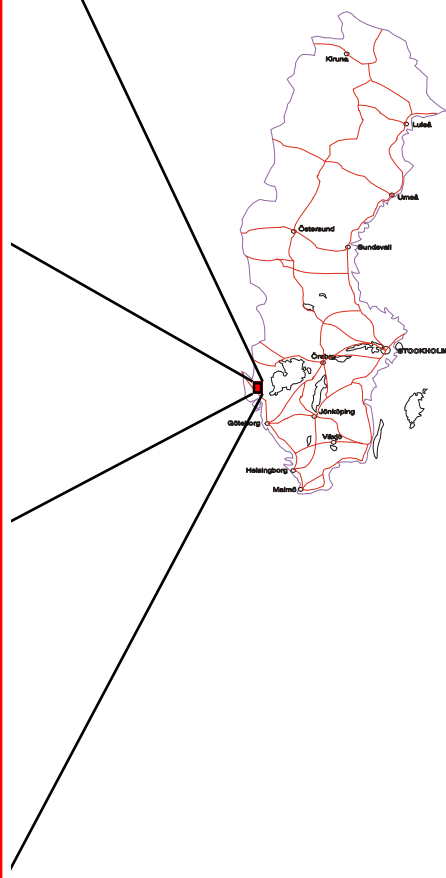 Kiruna
Luleå
Umeå
Östersund
Sundsvall
STOCKHOLM
Örebro
Jönköping
Göteborg
Växjö
Helsingborg
Malmö